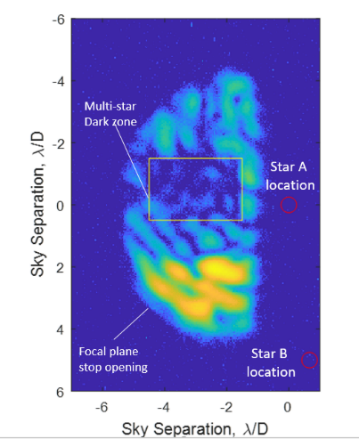 -6
-4
-2
0
2
4
6
Sky Separation, λ/D
Multi-star
Dark zone
Star A
location
Focal plane
stop opening
Star B
location
-6
-4
-2
0
Sky Separation, λ/D